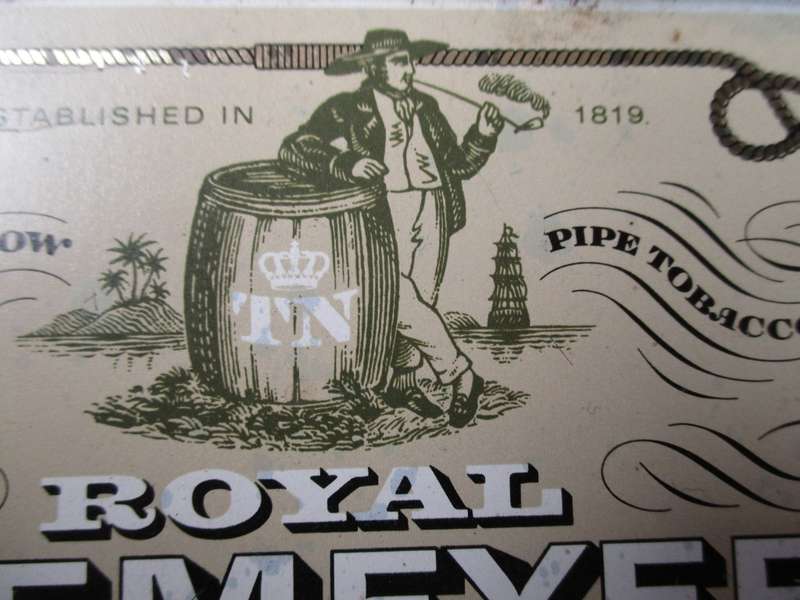 ESTABLISHED IN 1819.
PIPE TOBACCO
TN
ROYAL